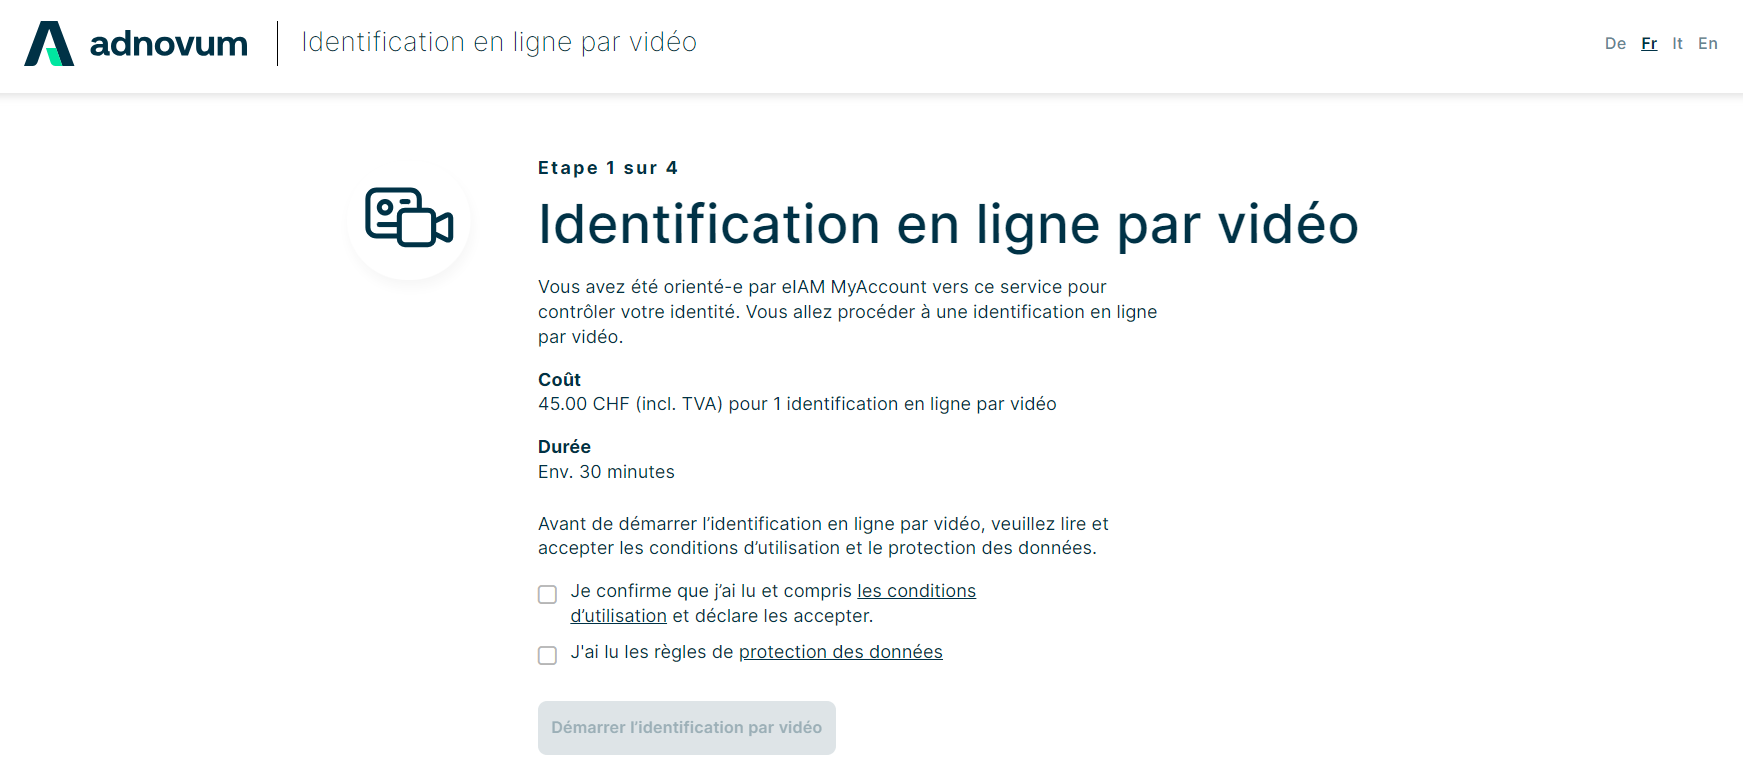 adnovum
Identification en ligne par vidéo
De Fr It En
Etape 1 sur 4
Identification en ligne par vidéo
Vous avez été orienté-e par eIAM MyAccount vers ce service pour
contrôler votre identité. Vous allez procéder à une identification en ligne
par vidéo.
Coût
45.00 CHF (incl. TVA) pour 1 identification en ligne par vidéo
Durée
Env. 30 minutes
Avant de démarrer l’identification en ligne par vidéo, veuillez lire et
accepter les conditions d’utilisation et le protection des données.
Je confirme que j’ai lu et compris les conditions
d’utilisation et déclare les accepter.
J'ai lu les règles de protection des données
Démarrer l’identification par vidéo